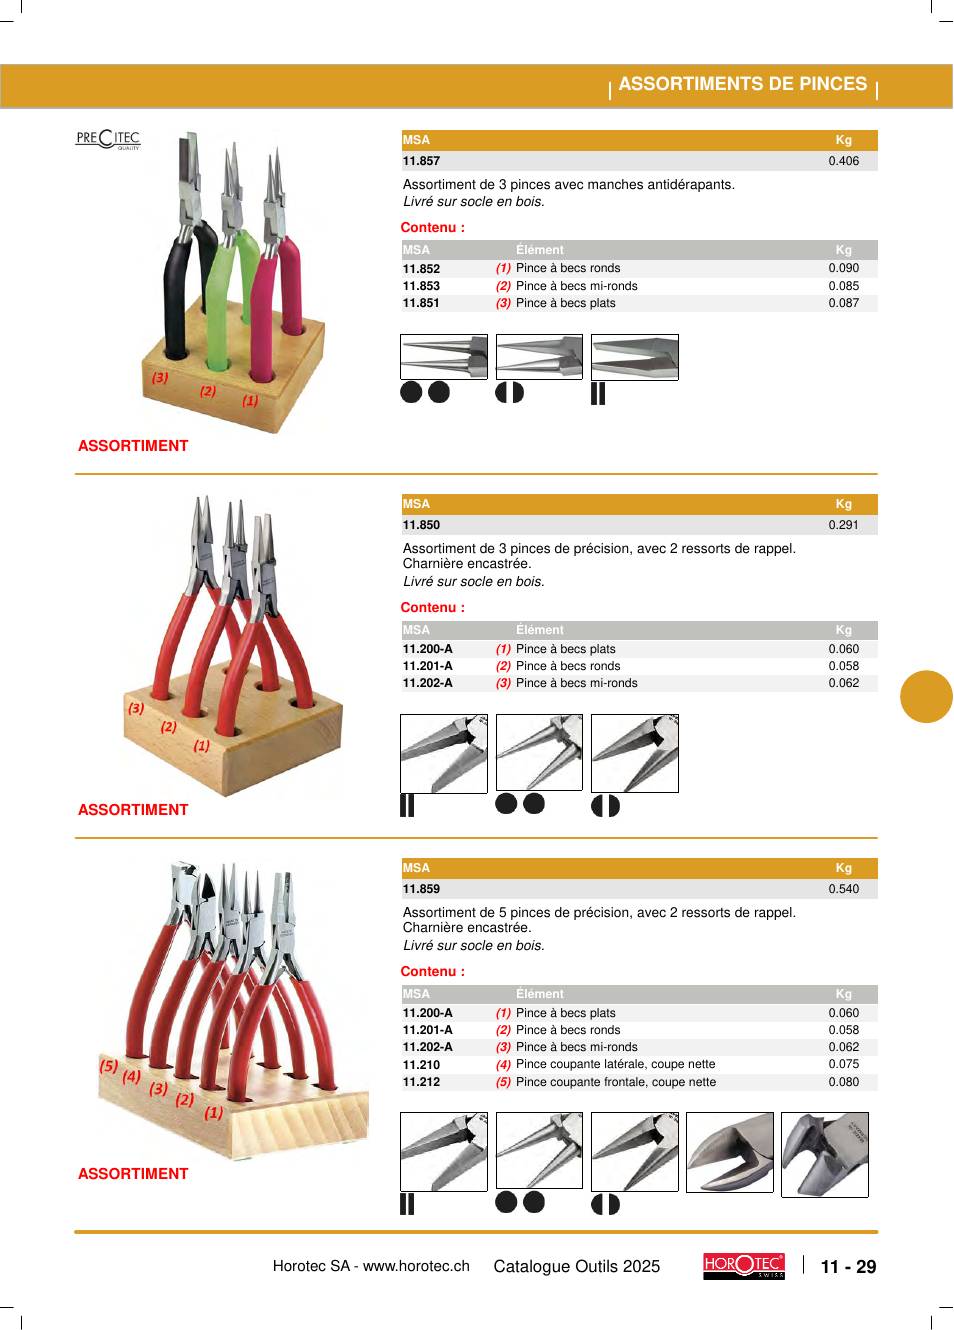 ASSORTIMENTS DE PINCES
PRECITEC
QUALITY
(3)
(2)
(1)
ASSORTIMENT
MSA Kg
11.857 0.406
Assortiment de 3 pinces avec manches antidérapants.
Livré sur socle en bois.
Contenu :
MSA Élément Kg
11.852 (1) Pince à becs ronds 0.090
11.853 (2) Pince à becs mi-ronds 0.085
11.851 (3) Pince à becs plats 0.087
(3)
(2)
(1)
ASSORTIMENT
MSA Kg
11.850 0.291
Assortiment de 3 pinces de précision, avec 2 ressorts de rappel.
Charnière encastrée.
Livré sur socle en bois.
Contenu :
MSA Élément Kg
11.200-A (1) Pince à becs plats 0.060
11.201-A (2) Pince à becs ronds 0.058
11.202-A (3) Pince à becs mi-ronds 0.062
(5)
(4)
(3)
(2)
(1)
ASSORTIMENT
MSA Kg
11.859 0.540
Assortiment de 5 pinces de précision, avec 2 ressorts de rappel.
Charnière encastrée.
Livré sur socle en bois.
Contenu :
MSA Élément Kg
11.200-A (1) Pince à becs plats 0.060
11.201-A (2) Pince à becs ronds 0.058
11.202-A (3) Pince à becs mi-ronds 0.062
11.210 (4) Pince coupante latérale, coupe nette 0.075
11.212 (5) Pince coupante frontale, coupe nette 0.080
Horotec SA - www.horotec.ch Catalogue Outils 2025 HOROTEC® SWISS 11 - 29